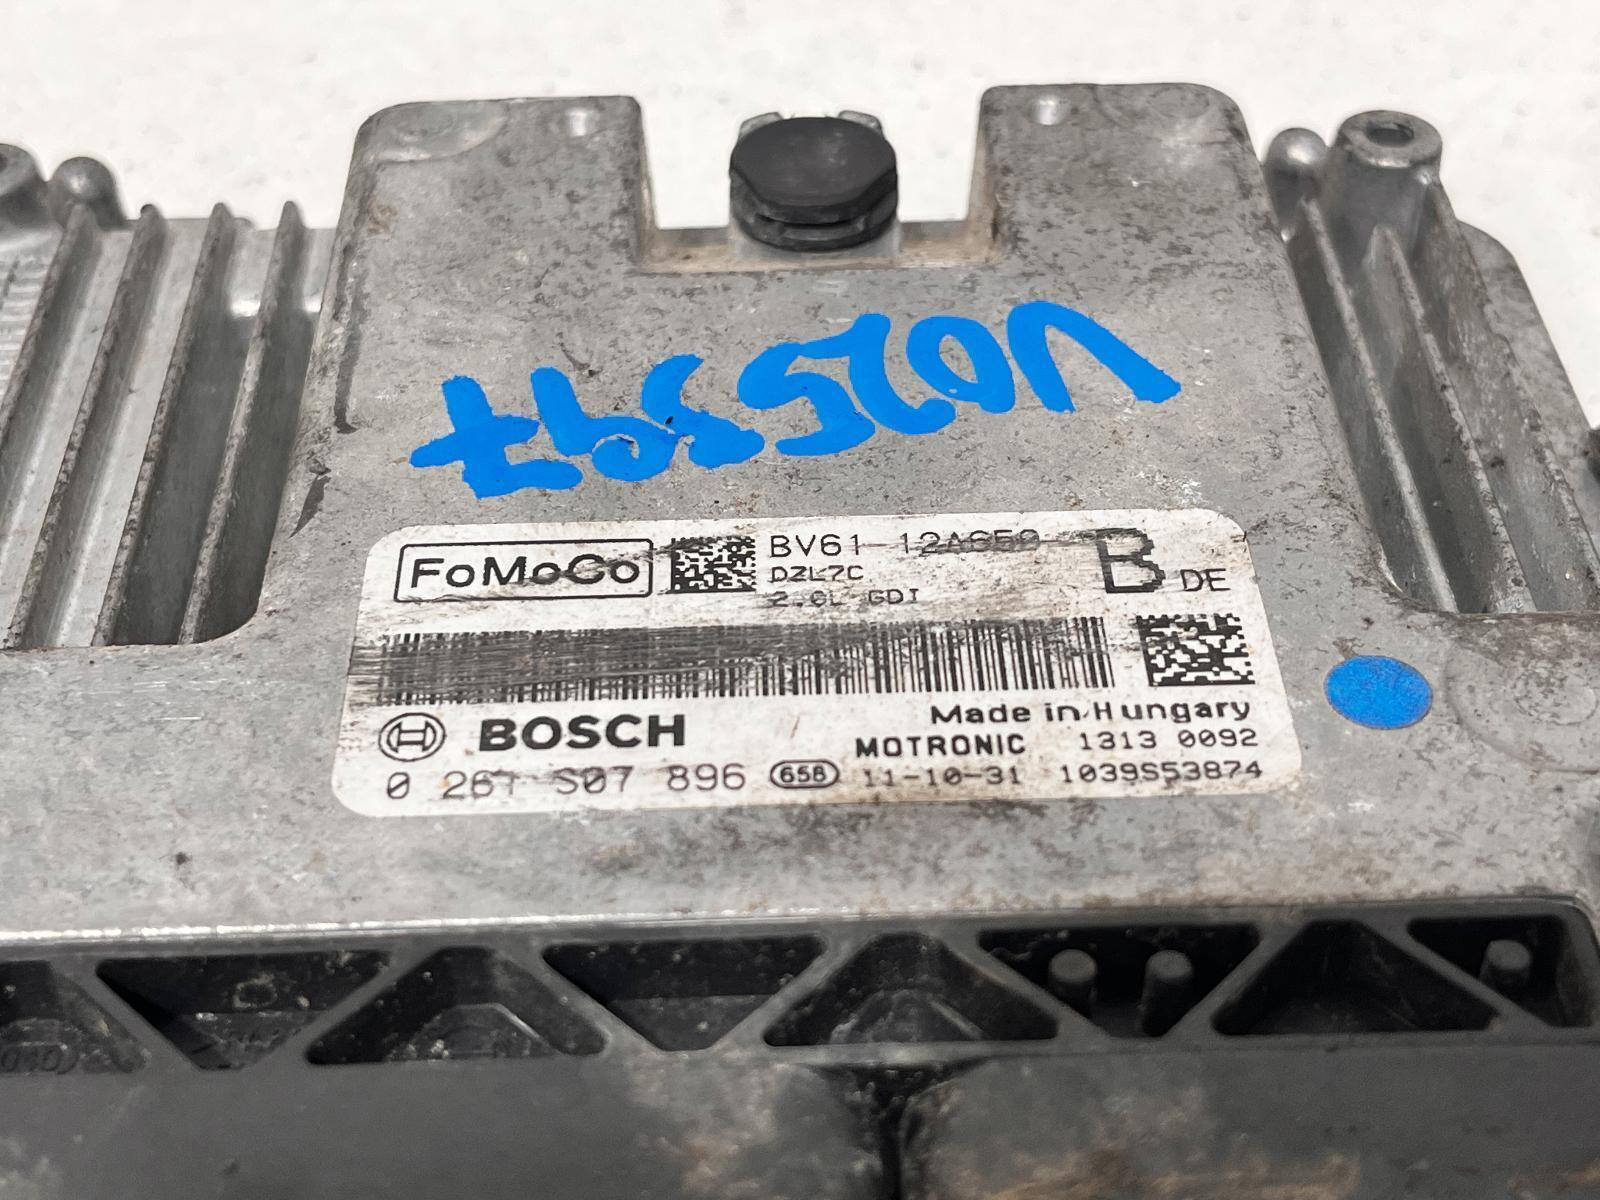 V025597
FoMoCo
BV61-12A650- B DE
DZL7C
2.0L GDI
BOSCH
Made in Hungary
MOTRONIC 1313 0092
0 261 S07 896 658 11-10-31 1039S53874